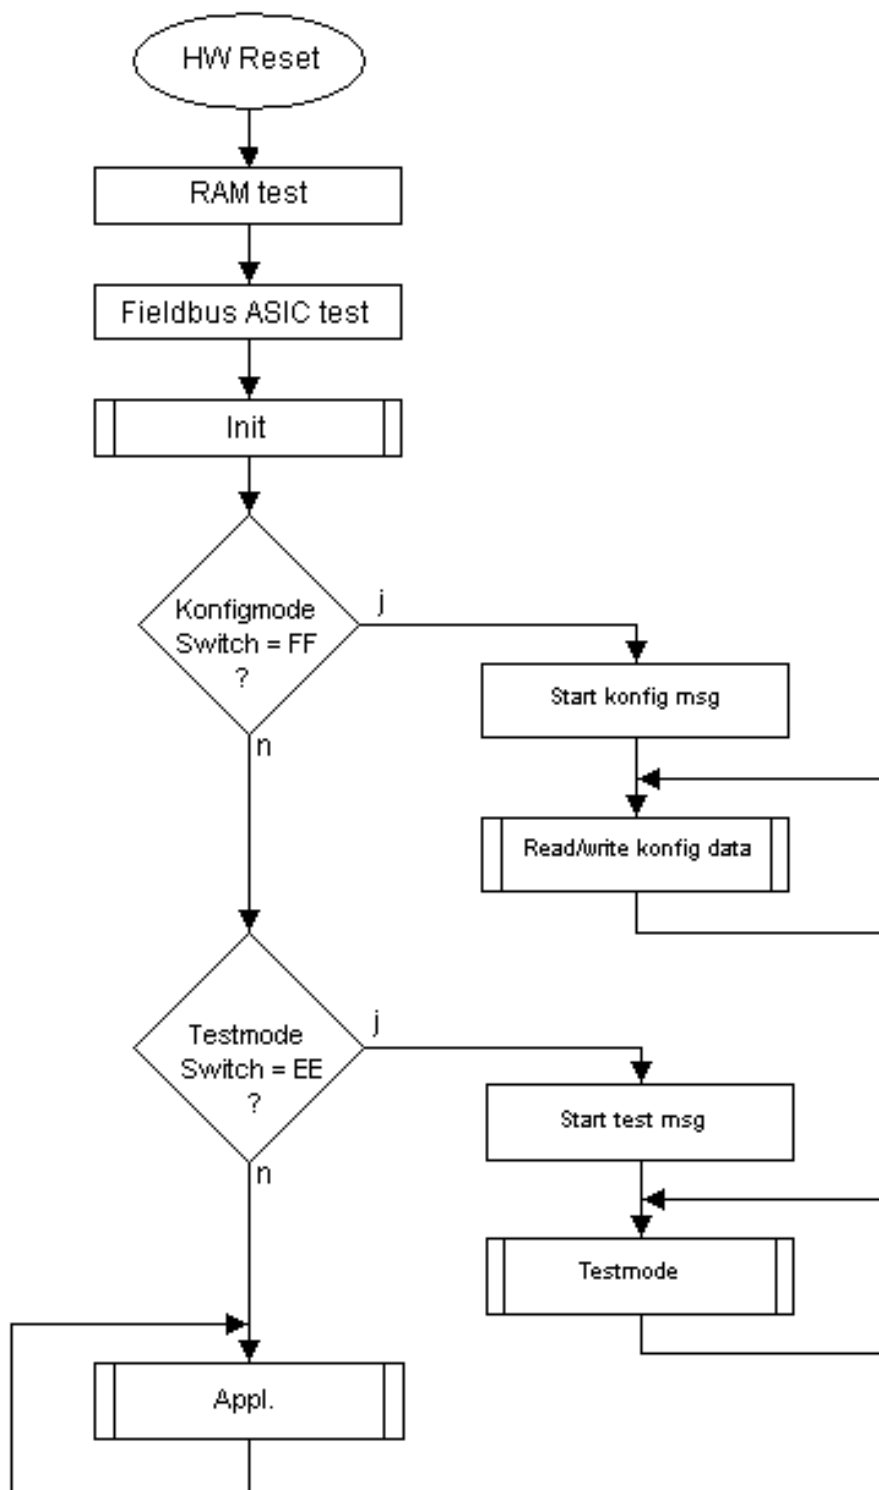 HW Reset
RAM test
Fieldbus ASIC test
Init
Konfigmode
Switch = FF
?
j
n
Start konfig msg
Read/write konfig data
Testmode
Switch = EE
?
j
n
Start test msg
Testmode
Appl.